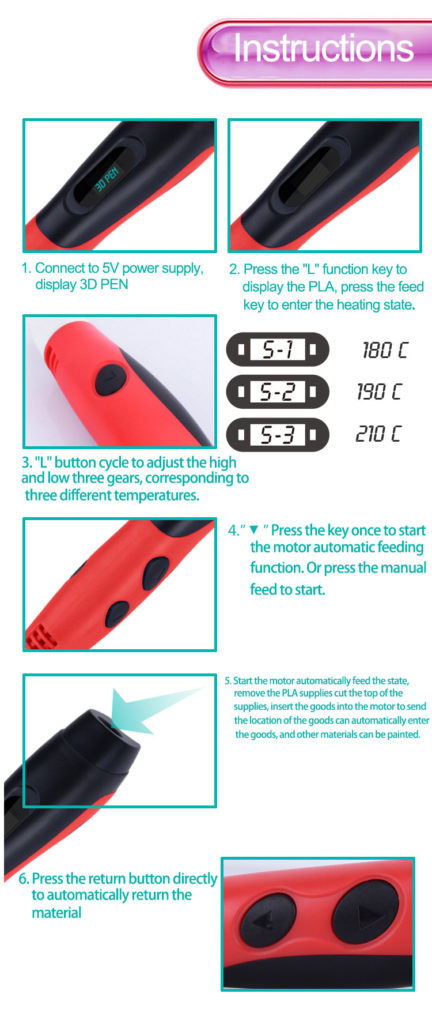 Instructions
3D PEN
1. Connect to 5V power supply,
display 3D PEN
2. Press the "L" function key to
display the PLA, press the feed
key to enter the heating state.
S-1 180 C
S-2 190 C
S-3 210 C
3. "L" button cycle to adjust the high
and low three gears, corresponding to
three different temperatures.
4." ▼ " Press the key once to start
the motor automatic feeding
function. Or press the manual
feed to start.
5. Start the motor automatically feed the state,
remove the PLA supplies cut the top of the
supplies, insert the goods into the motor to send
the location of the goods can automatically enter
the goods, and other materials can be painted.
6. Press the return button directly
to automatically return the
material